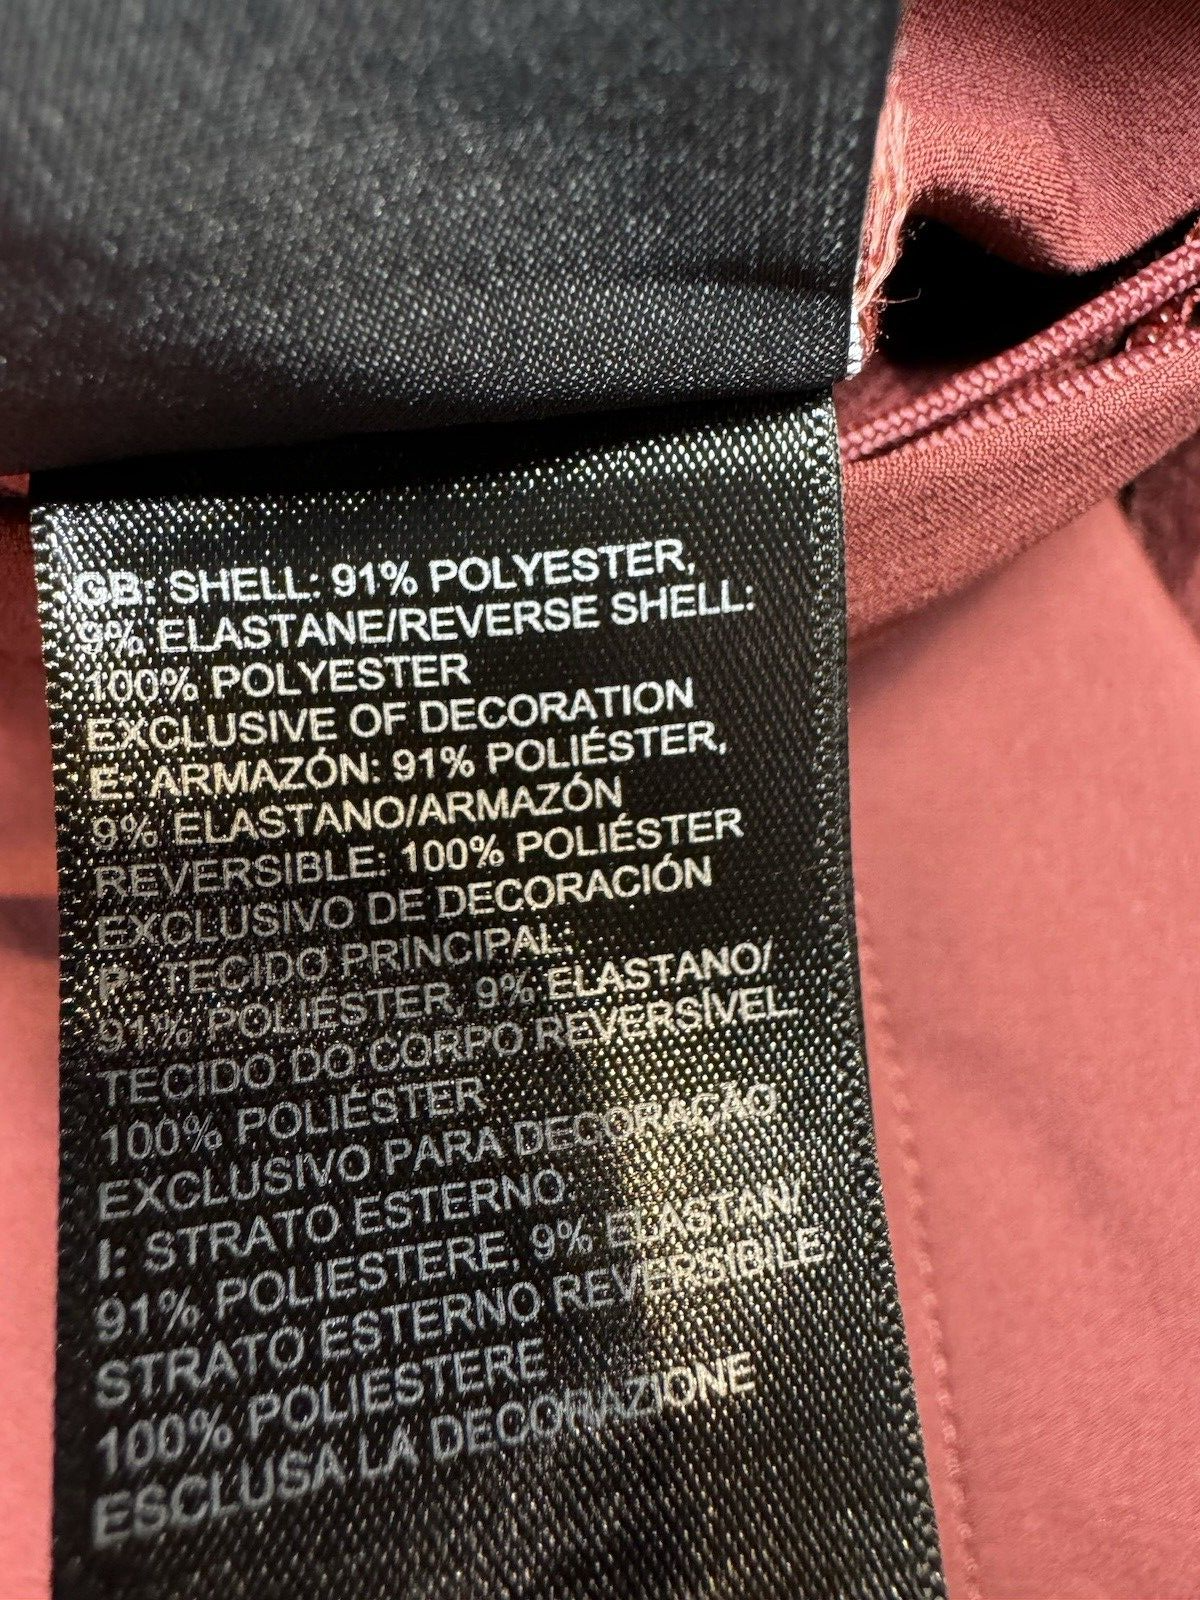 GB: SHELL: 91% POLYESTER,
9% ELASTANE/REVERSE SHELL:
100% POLYESTER
EXCLUSIVE OF DECORATION
E: ARMAZÓN: 91% POLIÉSTER,
9% ELASTANO/ARMAZÓN
REVERSIBLE: 100% POLIÉSTER
EXCLUSIVO DE DECORACIÓN
P: TECIDO PRINCIPAL:
91% POLIÉSTER, 9% ELASTANO/
TECIDO DO CORPO REVERSÍVEL:
100% POLIÉSTER
EXCLUSIVO PARA DECORAÇÃO
I: STRATO ESTERNO:
91% POLIESTERE, 9% ELASTAN/
STRATO ESTERNO REVERSIBILE:
100% POLIESTERE
ESCLUSA LA DECORAZIONE